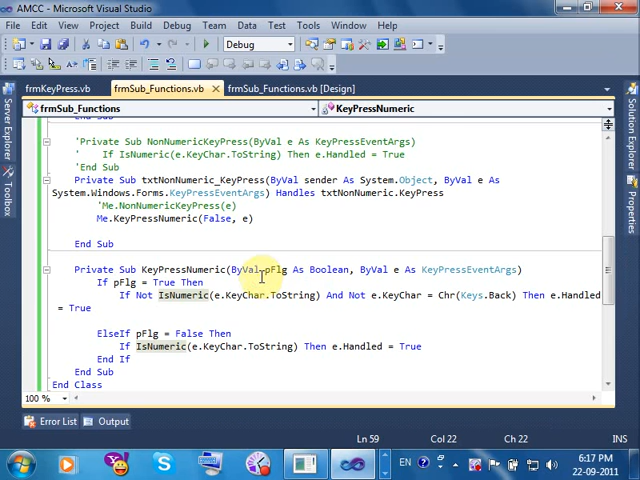 AMCC - Microsoft Visual Studio
File Edit View Project Build Debug Team Data Tools Test Window Help
Debug
frmKeyPress.vb frmSub_Functions.vb frmSub_Functions.vb [Design]
frmSub_Functions KeyPressNumeric
Server Explorer
Toolbox
Solution Explorer
Properties
End Sub
'Private Sub NonNumericKeyPress(ByVal e As KeyPressEventArgs)
' If IsNumeric(e.KeyChar.ToString) Then e.Handled = True
'End Sub
Private Sub txtNonNumeric_KeyPress(ByVal sender As System.Object, ByVal e As
System.Windows.Forms.KeyPressEventArgs) Handles txtNonNumeric.KeyPress
'Me.NonNumericKeyPress(e)
Me.KeyPressNumeric(False, e)
End Sub
Private Sub KeyPressNumeric(ByVal pFlg As Boolean, ByVal e As KeyPressEventArgs)
If pFlg = True Then
If Not IsNumeric(e.KeyChar.ToString) And Not e.KeyChar = Chr(Keys.Back) Then e.Handled
= True
ElseIf pFlg = False Then
If IsNumeric(e.KeyChar.ToString) Then e.Handled = True
End If
End Sub
End Class
100 %
Error List Output
Ln 59 Col 22 Ch 22 INS
EN 6:17 PM
22-09-2011